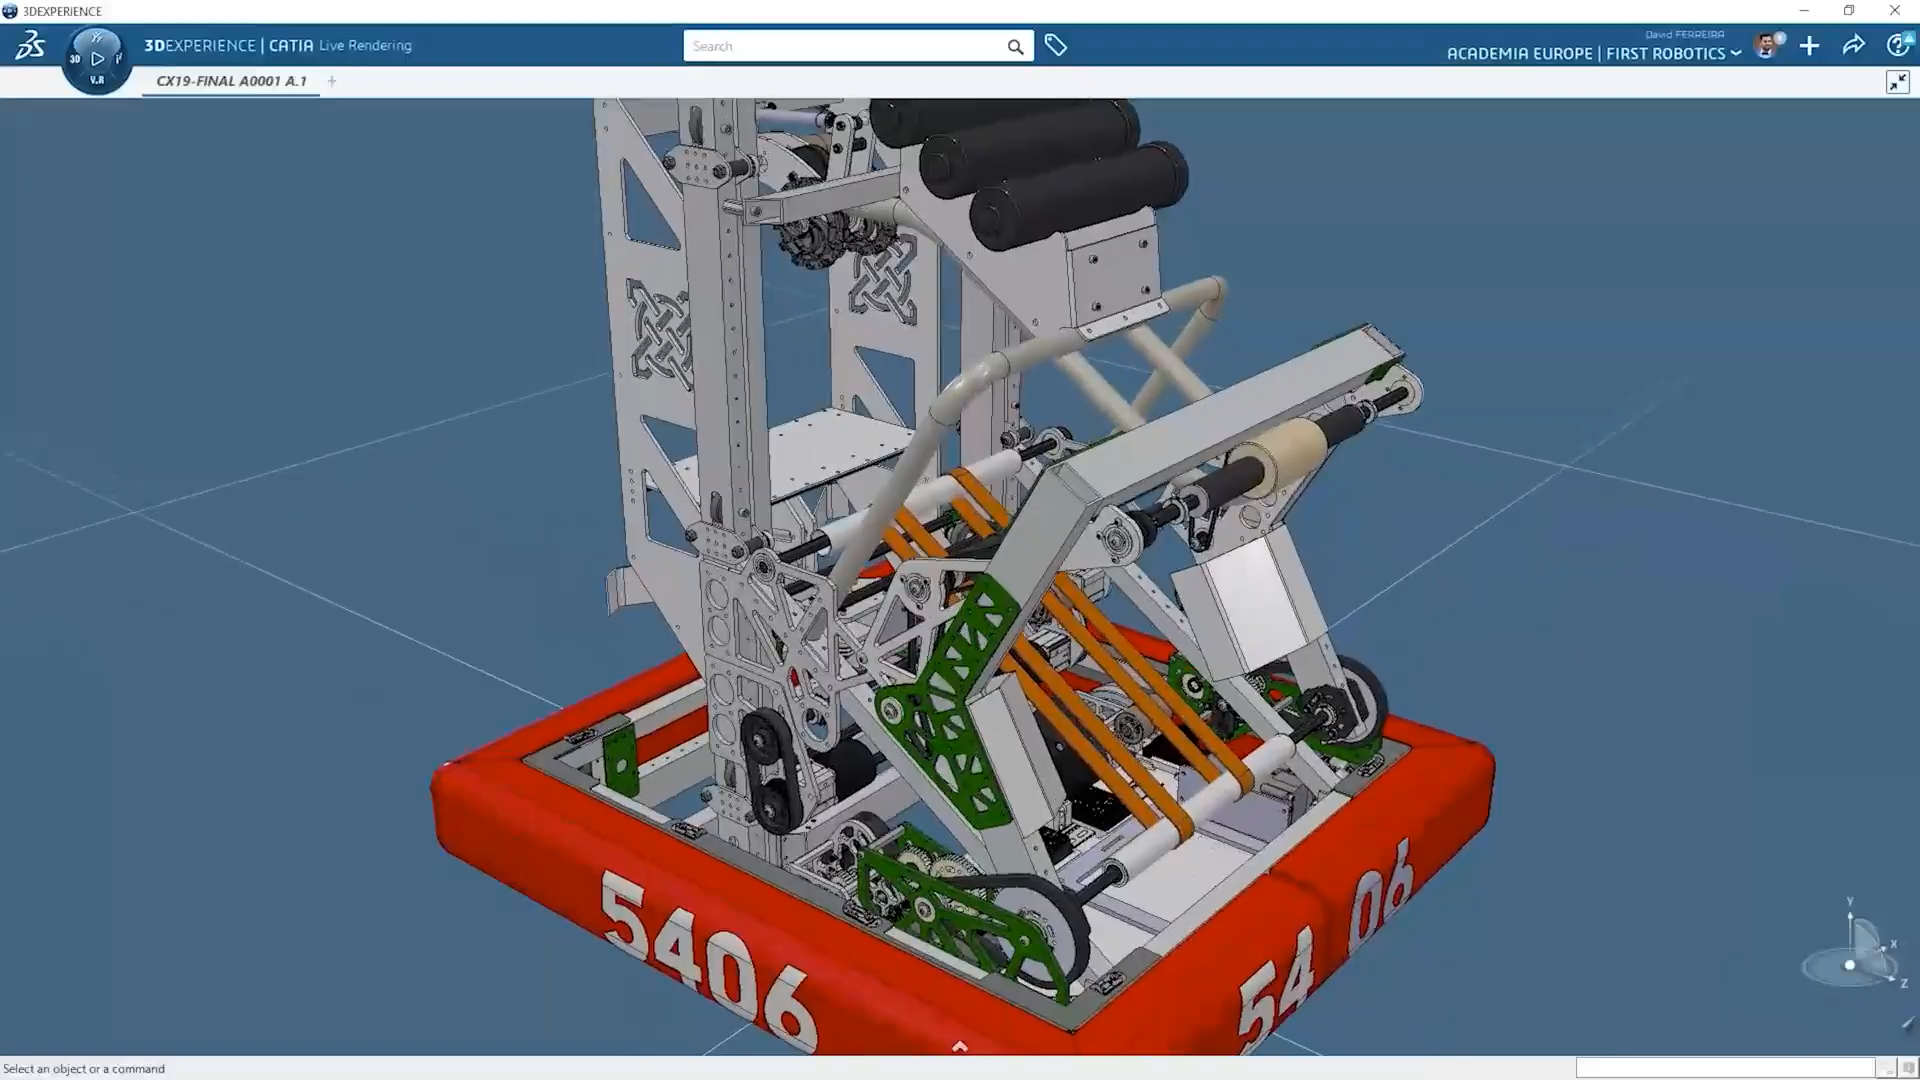 3DEXPERIENCE
3DEXPERIENCE | CATIA Live Rendering
3D
V.R
Search
David FERREIRA
ACADEMIA EUROPE | FIRST ROBOTICS
CX19-FINAL A0001 A.1
5406
54 06
Y
X
Z
Select an object or a command